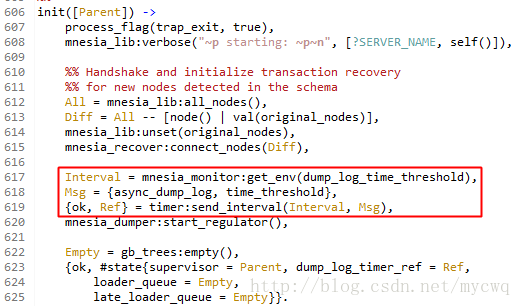 606 init([Parent]) ->
607 process_flag(trap_exit, true),
608 mnesia_lib:verbose("~p starting: ~p~n", [?SERVER_NAME, self()]),
609
610 %% Handshake and initialize transaction recovery
611 %% for new nodes detected in the schema
612 All = mnesia_lib:all_nodes(),
613 Diff = All -- [node() | val(original_nodes)],
614 mnesia_lib:unset(original_nodes),
615 mnesia_recover:connect_nodes(Diff),
616
617 Interval = mnesia_monitor:get_env(dump_log_time_threshold),
618 Msg = {async_dump_log, time_threshold},
619 {ok, Ref} = timer:send_interval(Interval, Msg),
620 mnesia_dumper:start_regulator(),
621
622 Empty = gb_trees:empty(),
623 {ok, #state{supervisor = Parent, dump_log_timer_ref = Ref,
624 loader_queue = Empty,
625 late_loader_queue = Empty}}.
http://blog.csdn.net/mycwq